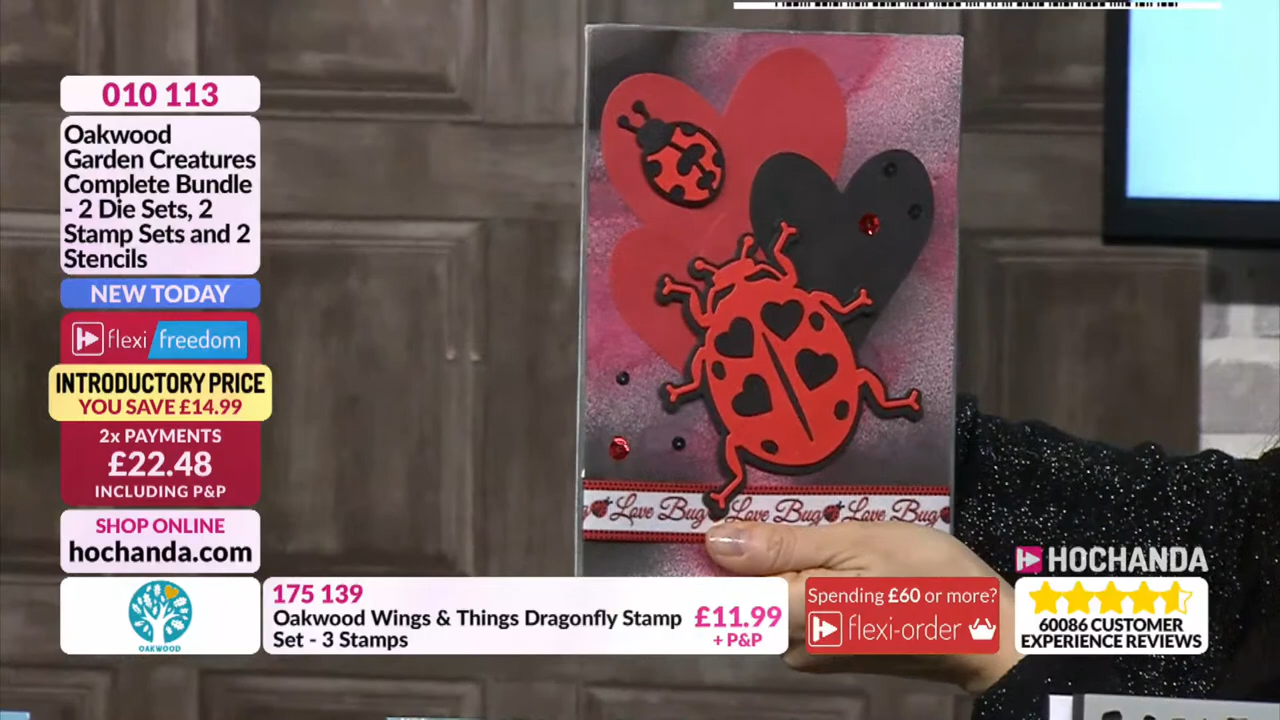 010 113
Oakwood
Garden Creatures
Complete Bundle
- 2 Die Sets, 2
Stamp Sets and 2
Stencils
NEW TODAY
flexi freedom
INTRODUCTORY PRICE
YOU SAVE £14.99
2x PAYMENTS
£22.48
INCLUDING P&P
SHOP ONLINE
hochanda.com
Love Bug Love Bug Love Bug
OAKWOOD
175 139
Oakwood Wings & Things Dragonfly Stamp
Set - 3 Stamps
£11.99
+ P&P
Spending £60 or more?
flexi-order
HOCHANDA
60086 CUSTOMER
EXPERIENCE REVIEWS